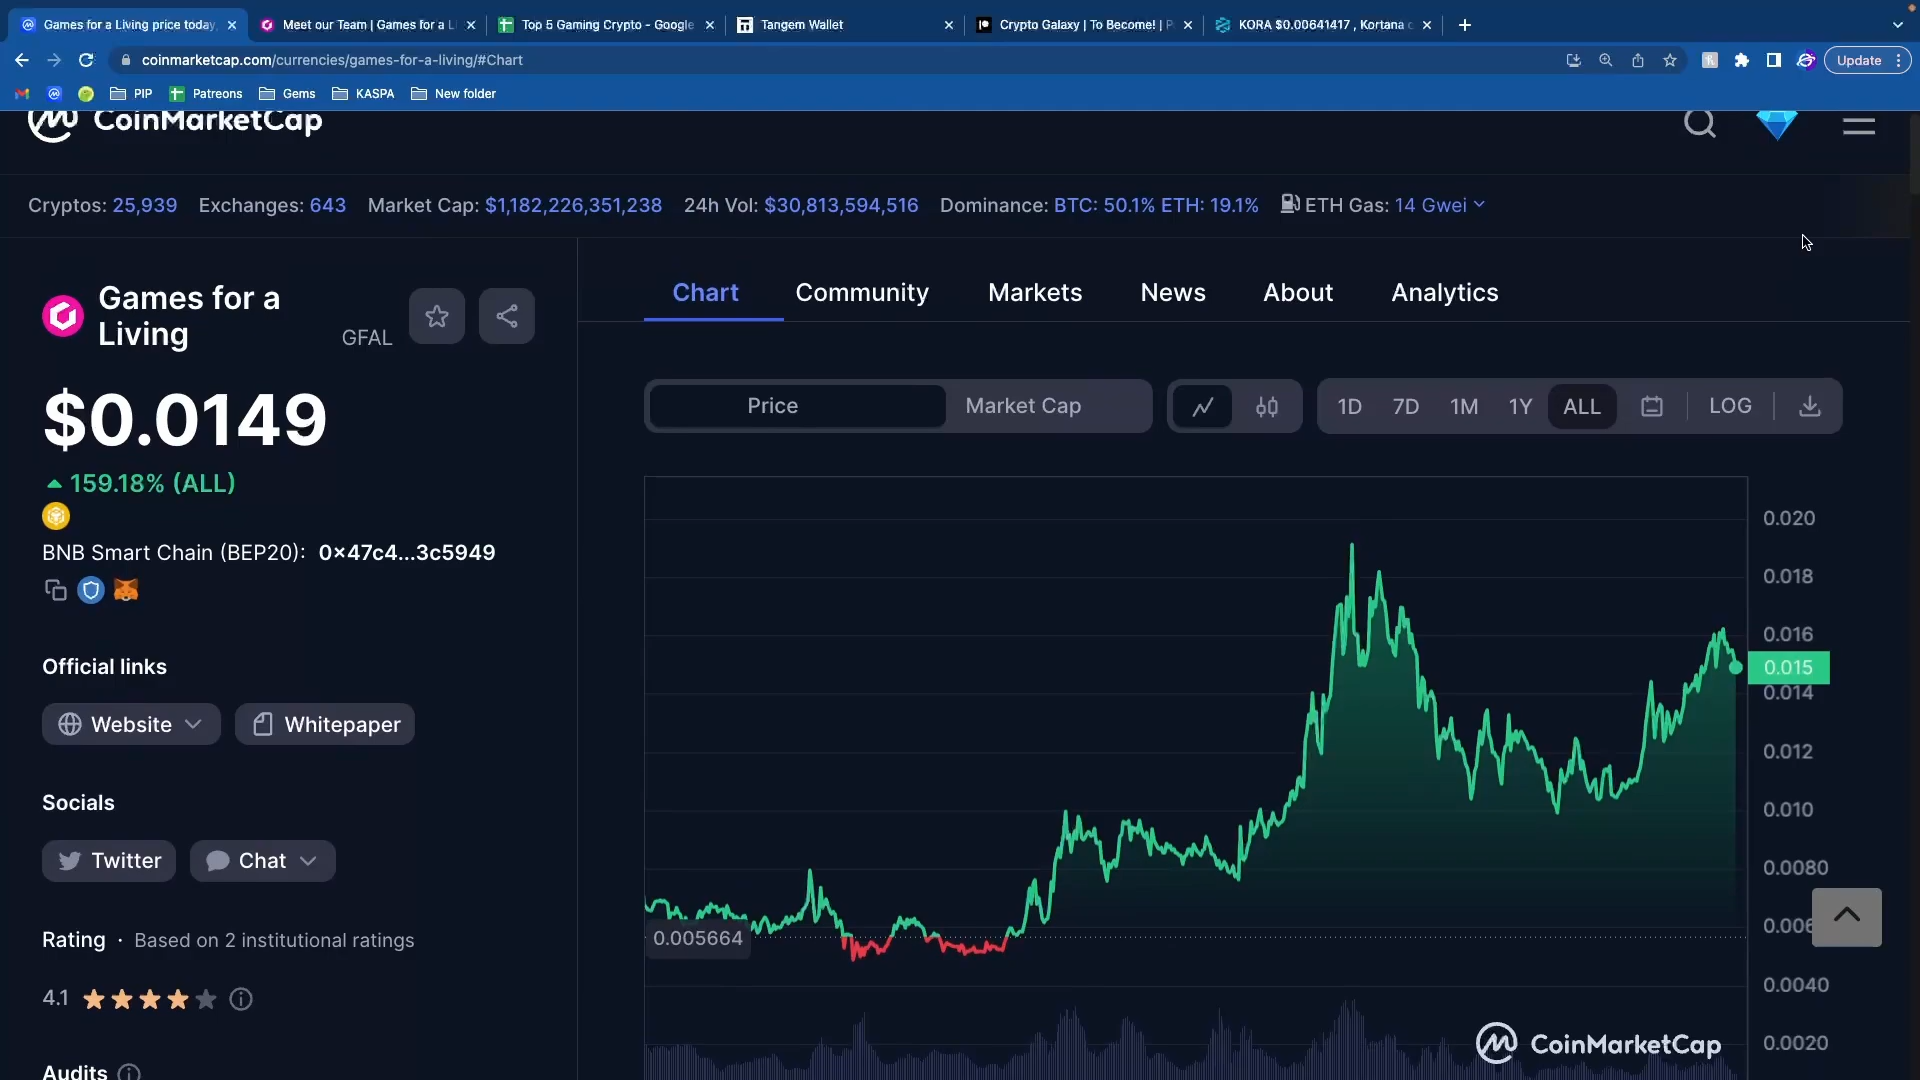 Games for a Living price today,
Meet our Team | Games for a L
Top 5 Gaming Crypto - Google
Tangem Wallet
Crypto Galaxy | To Become! | P
KORA $0.00641417 , Kortana c
coinmarketcap.com/currencies/games-for-a-living/#Chart
Update
PIP
Patreons
Gems
KASPA
New folder
CoinMarketCap
Cryptos: 25,939 Exchanges: 643 Market Cap: $1,182,226,351,238 24h Vol: $30,813,594,516 Dominance: BTC: 50.1% ETH: 19.1% ETH Gas: 14 Gwei
Games for a
Living GFAL
$0.0149
159.18% (ALL)
BNB Smart Chain (BEP20): 0x47c4...3c5949
Official links
Website
Whitepaper
Socials
Twitter
Chat
Rating · Based on 2 institutional ratings
4.1
Audits
Chart Community Markets News About Analytics
Price Market Cap
1D 7D 1M 1Y ALL LOG
0.020
0.018
0.016
0.015
0.014
0.012
0.010
0.0080
0.006
0.005664
0.0040
0.0020
CoinMarketCap